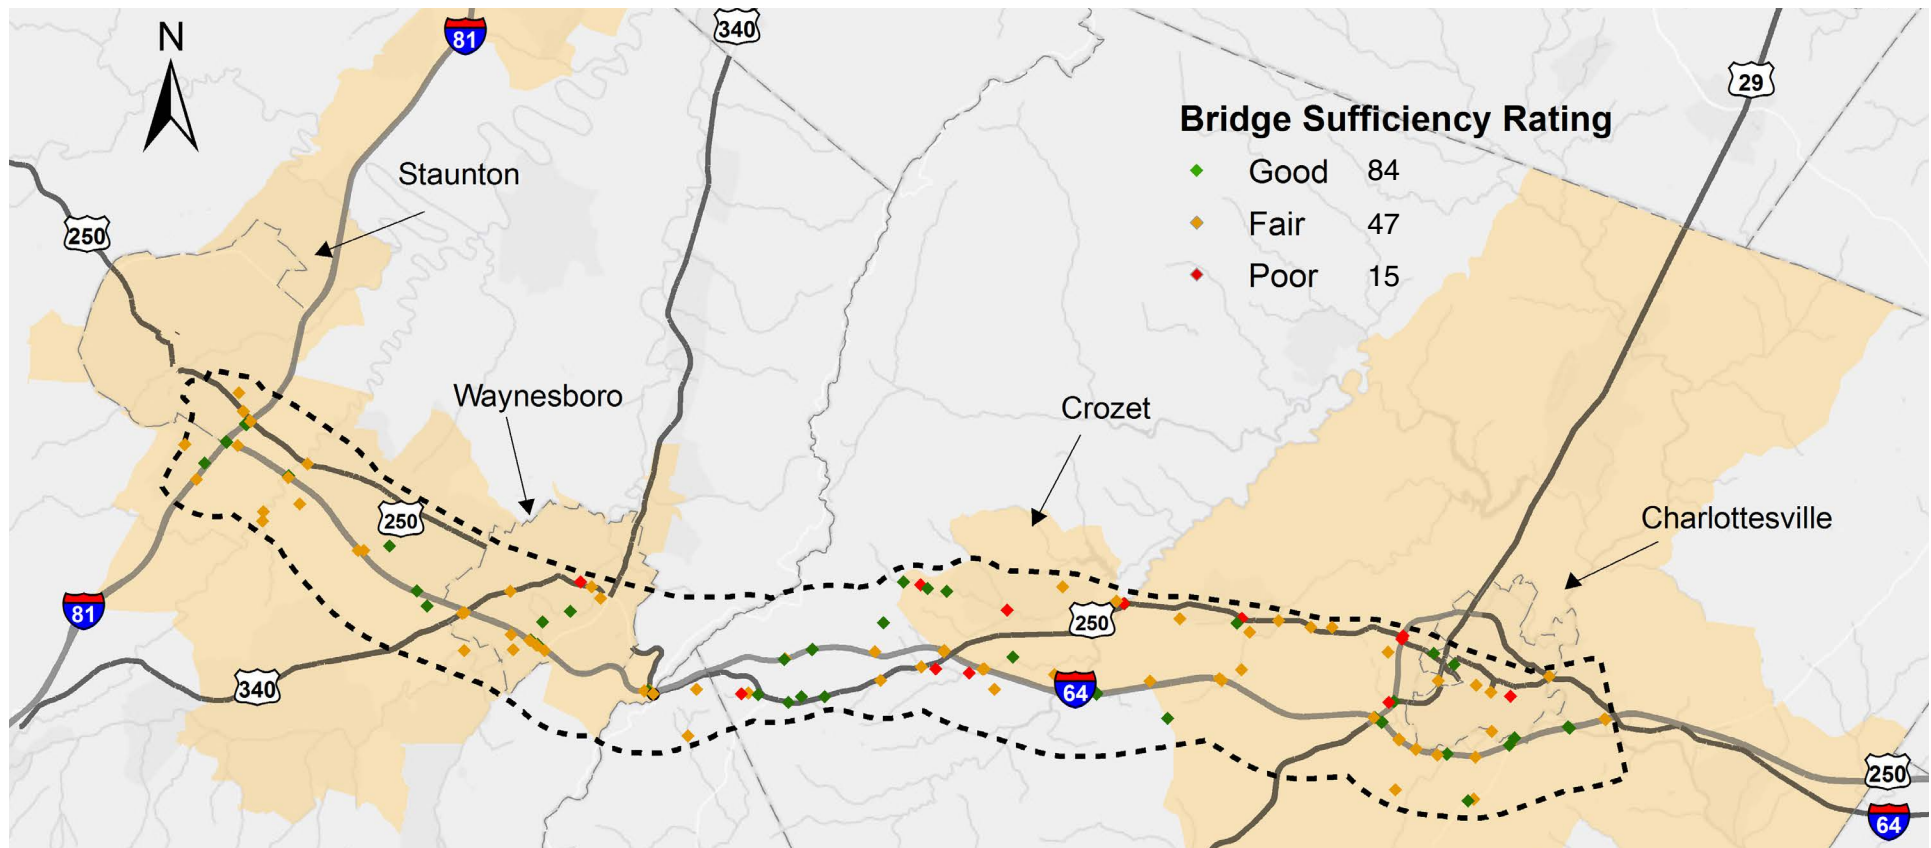 N
81
340
29
Bridge Sufficiency Rating
Good 84
Fair 47
Poor 15
Staunton
250
Waynesboro
Crozet
Charlottesville
250
81
250
340
64
250
64